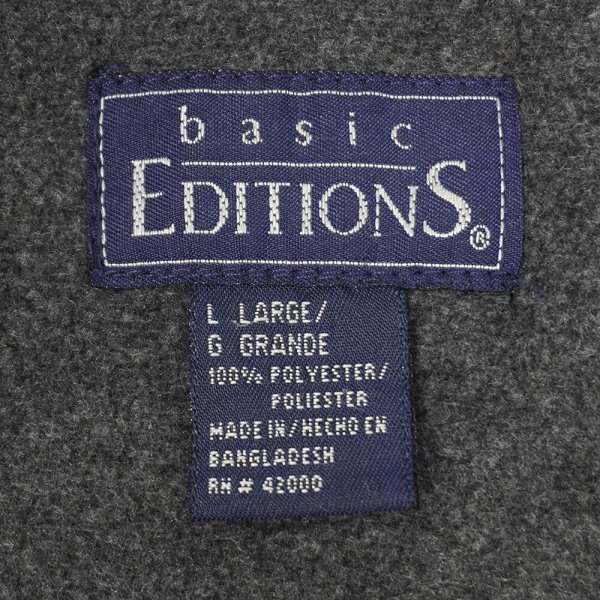 basic
EDITIONS®
L LARGE/
G GRANDE
100% POLYESTER/
POLIESTER
MADE IN/HECHO EN
BANGLADESH
RN # 42000